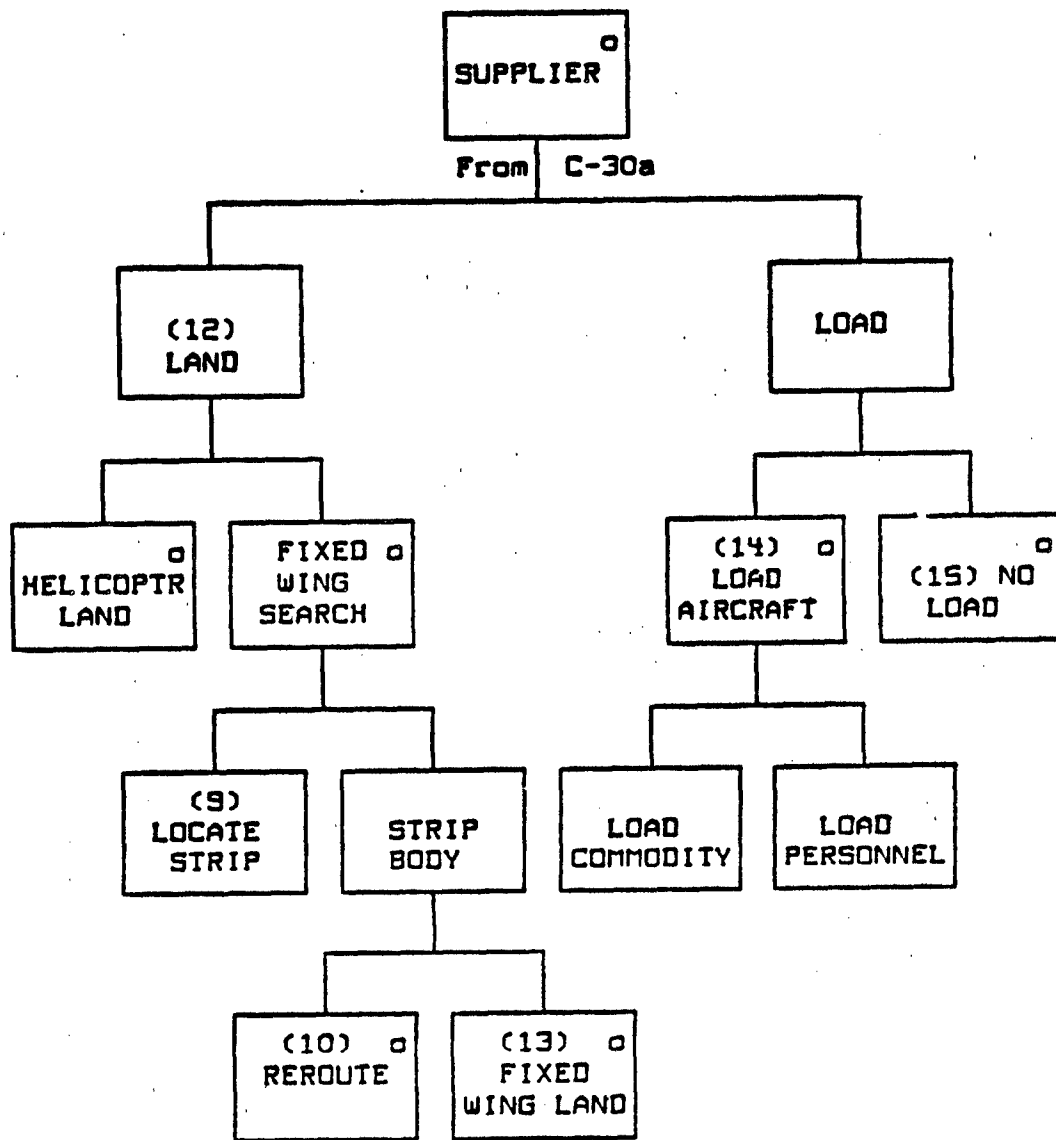 o
SUPPLIER
From C-30a
(12)
LAND
LOAD
o
HELICOPTR
LAND
FIXED o
WING
SEARCH
(14) o
LOAD
AIRCRAFT
o
(15) NO
LOAD
(9)
LOCATE
STRIP
STRIP
BODY
LOAD
COMMODITY
LOAD
PERSONNEL
(10) o
REROUTE
(13) o
FIXED
WING LAND